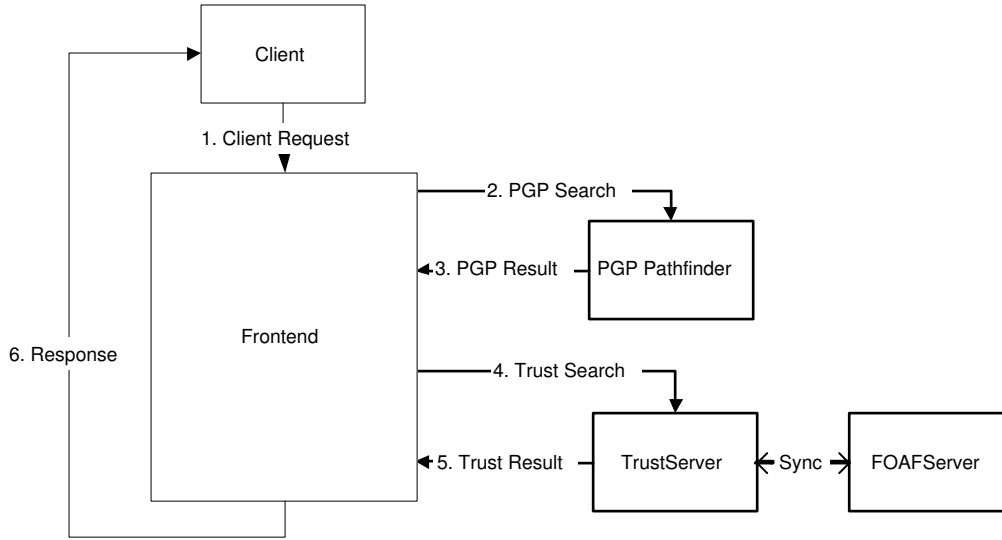 Client
1. Client Request
2. PGP Search
3. PGP Result
PGP Pathfinder
Frontend
6. Response
4. Trust Search
5. Trust Result
TrustServer
Sync
FOAFServer